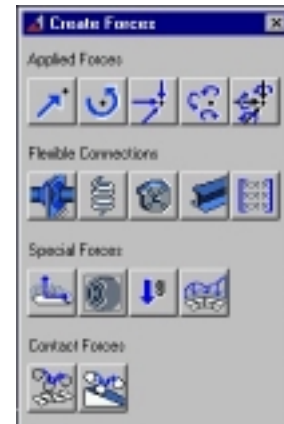 Create Forces
Applied Forces
Flexible Connections
Special Forces
Contact Forces